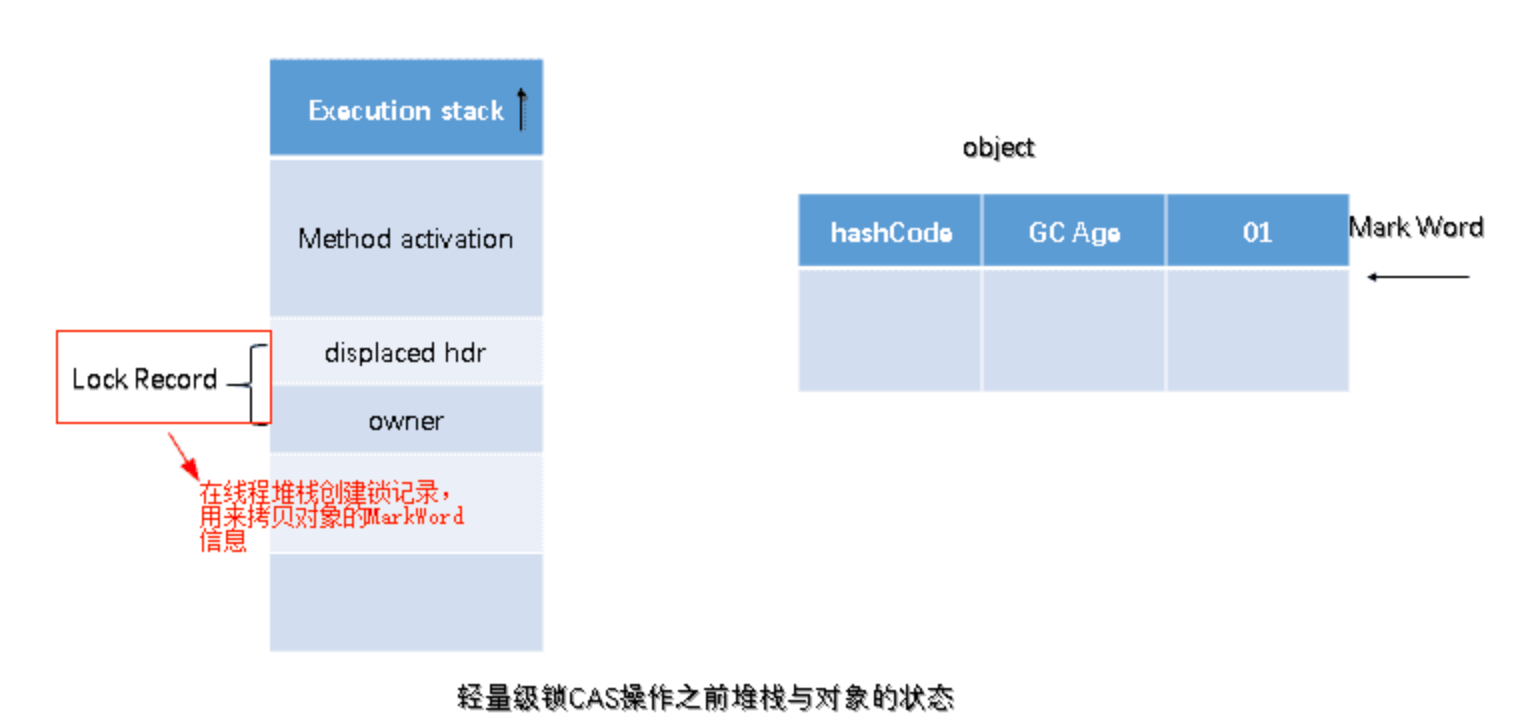 Execution stack
Method activation
displaced hdr
Lock Record
owner
在线程堆栈创建锁记录，
用来拷贝对象的MarkWord
信息
object
hashCode
GC Age
01
Mark Word
轻量级锁CAS操作之前堆栈与对象的状态